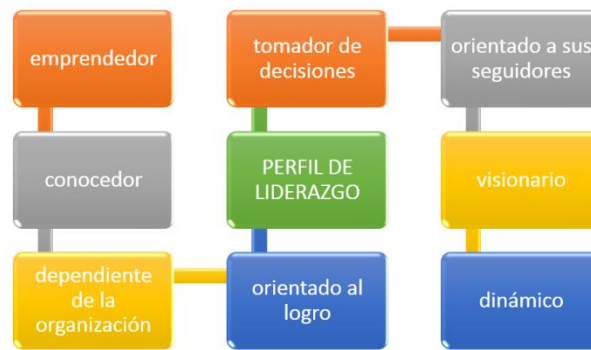 emprendedor
conocedor
dependiente
de la
organización
orientado al
logro
PERFIL DE
LIDERAZGO
tomador de
decisiones
orientado a sus
seguidores
visionario
dinámico